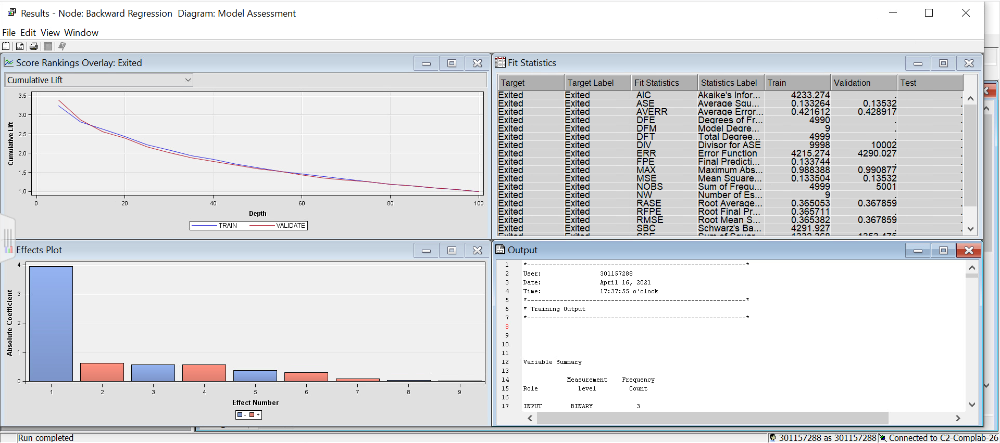 Results - Node: Backward Regression  Diagram: Model Assessment
File Edit View Window
Score Rankings Overlay: Exited
Cumulative Lift
3.5
3.0
2.5
2.0
1.5
1.0
Cumulative Lift
0 20 40 60 80 100
Depth
TRAIN VALIDATE
Fit Statistics
Target Target Label Fit Statistics Statistics Label Train Validation Test
Exited Exited AIC Akaike's Infor... 4233.274 . .
Exited Exited ASE Average Squ... 0.133264 0.13532 .
Exited Exited AVERR Average Error... 0.421612 0.428917 .
Exited Exited DFE Degrees of Fr... 4990 . .
Exited Exited DFM Model Degre... 9 . .
Exited Exited DFT Total Degree... 4999 . .
Exited Exited DIV Divisor for ASE 9998 10002 .
Exited Exited ERR Error Function 4215.274 4290.027 .
Exited Exited FPE Final Predicti... 0.133744 . .
Exited Exited MAX Maximum Abs... 0.988388 0.990877 .
Exited Exited MSE Mean Square... 0.133504 0.13532 .
Exited Exited NOBS Sum of Frequ... 4999 5001 .
Exited Exited NW Number of Es... 9 . .
Exited Exited RASE Root Average... 0.365053 0.367859 .
Exited Exited RFPE Root Final Pr... 0.365711 . .
Exited Exited RMSE Root Mean S... 0.365382 0.367859 .
Exited Exited SBC Schwarz's Ba... 4291.927 . .
Exited Exited SSE Sum of Squar... 1332.368 1353.475 .
Effects Plot
4
3
2
1
0
Absolute Coefficient
1 2 3 4 5 6 7 8 9
Effect Number
- +
Output
1 *------------------------------------------------------------*
2 User: 301157288
3 Date: April 16, 2021
4 Time: 17:37:55 o'clock
5 *------------------------------------------------------------*
6 * Training Output
7 *------------------------------------------------------------*
8
9
10
11
12 Variable Summary
13
14 Measurement Frequency
15 Role Level Count
16
17 INPUT BINARY 3
Run completed
301157288 as 301157288 Connected to C2-Complab-26